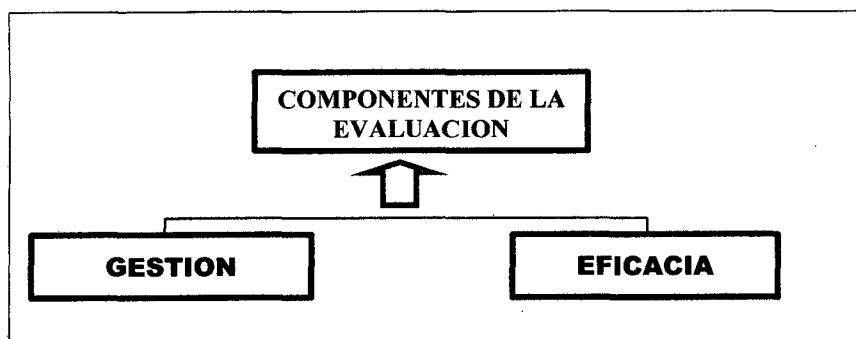 COMPONENTES DE LA
EVALUACION
GESTION
EFICACIA